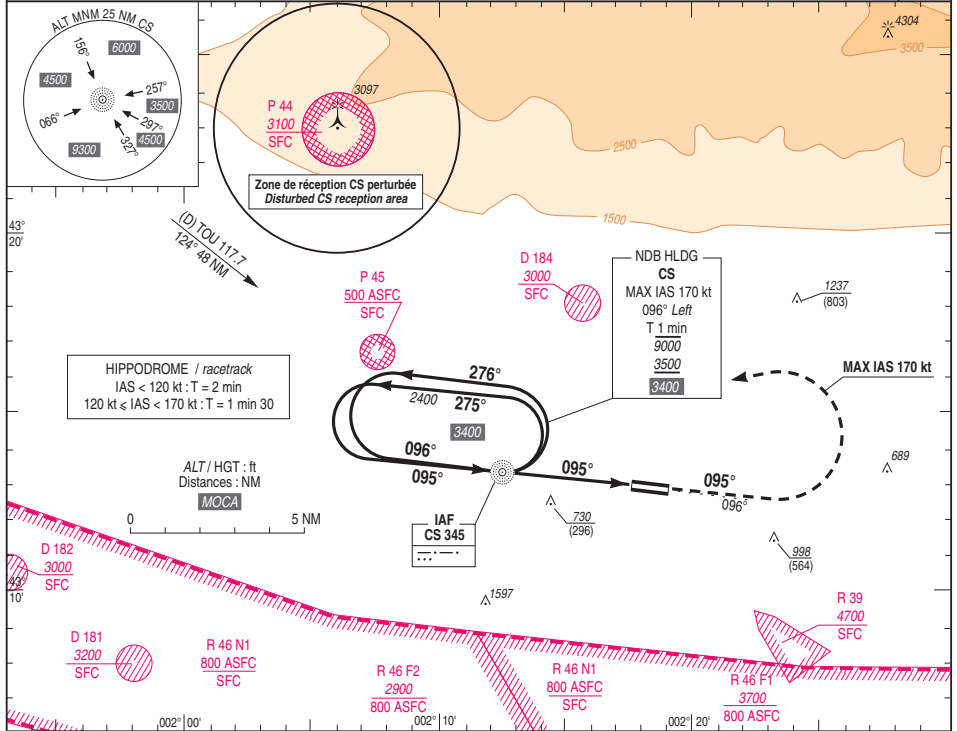 ALT MNM 25 NM CS
156°
6000
4500
257°
3500
066°
297°
4500
327°
9300
4304
3500
3097
P 44
3100
SFC
2500
Zone de réception CS perturbée
Disturbed CS reception area
1500
43°
20'
(D) TOU 117.7
124° 48 NM
P 45
500 ASFC
SFC
D 184
3000
SFC
NDB HLDG
CS
MAX IAS 170 kt
096° Left
T 1 min
9000
3500
3400
1237
(803)
HIPPODROME / racetrack
IAS < 120 kt : T = 2 min
120 kt ⩽ IAS < 170 kt : T = 1 min 30
276°
2400
275°
MAX IAS 170 kt
3400
096°
095°
095°
095°
096°
689
ALT / HGT : ft
Distances : NM
MOCA
0
5 NM
IAF
CS 345
730
(296)
998
(564)
D 182
3000
SFC
43°
10'
1597
R 39
4700
SFC
D 181
3200
SFC
R 46 N1
800 ASFC
SFC
R 46 F2
2900
800 ASFC
R 46 N1
800 ASFC
SFC
R 46 F1
3700
800 ASFC
002° 00'
002° 10'
002° 20'